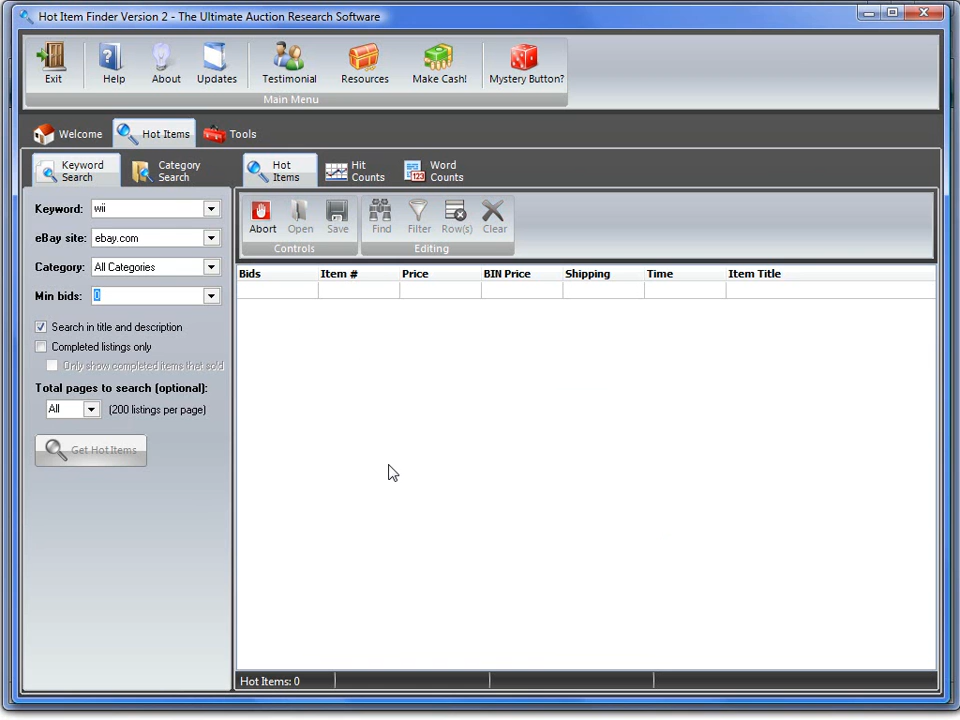 Hot Item Finder Version 2 - The Ultimate Auction Research Software
Exit Help About Updates Testimonial Resources Make Cash! Mystery Button?
Main Menu
Welcome Hot Items Tools
Keyword Search
Category Search
Hot Items
Hit Counts
Word Counts
Keyword: wii
eBay site: ebay.com
Category: All Categories
Min bids: 0
Search in title and description
Completed listings only
Only show completed items that sold
Total pages to search (optional):
All (200 listings per page)
Get Hot Items
Abort Open Save Find Filter Row(s) Clear
Controls Editing
Bids Item # Price BIN Price Shipping Time Item Title
Hot Items: 0